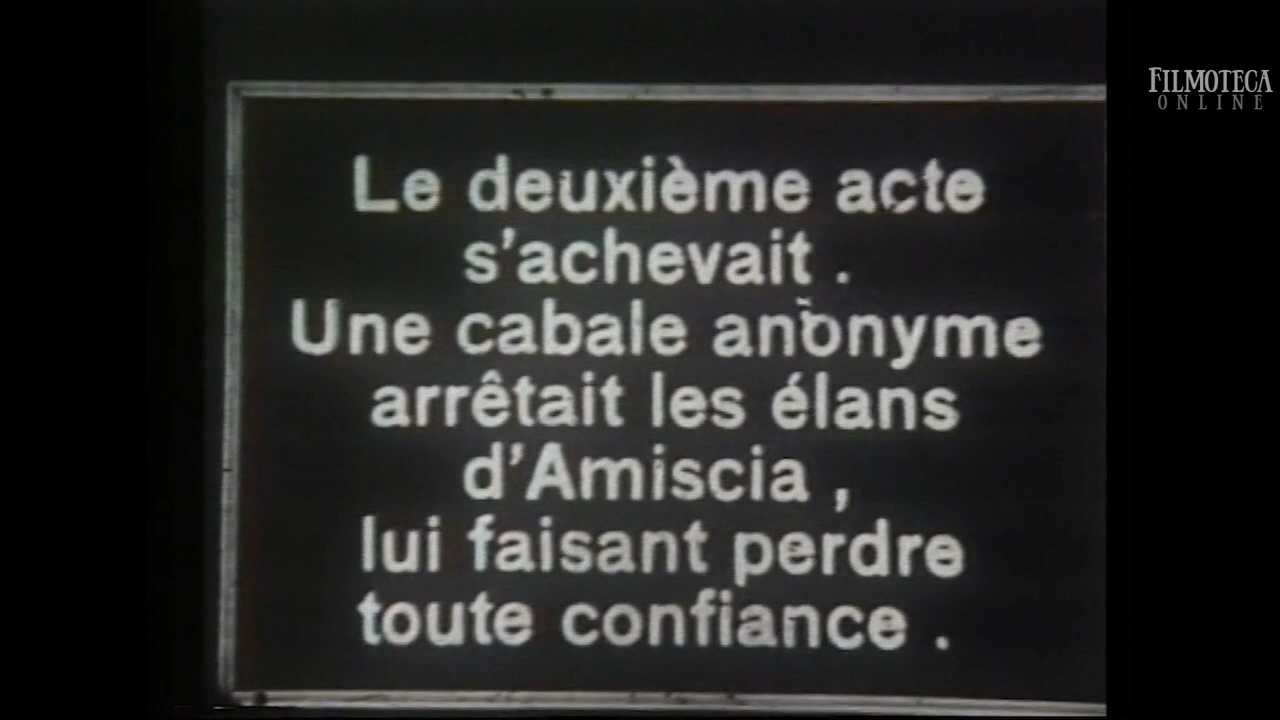 FILMOTECA
ONLINE
Le deuxième acte
s'achevait .
Une cabale anonyme
arrêtait les élans
d'Amiscia ,
lui faisant perdre
toute confiance .